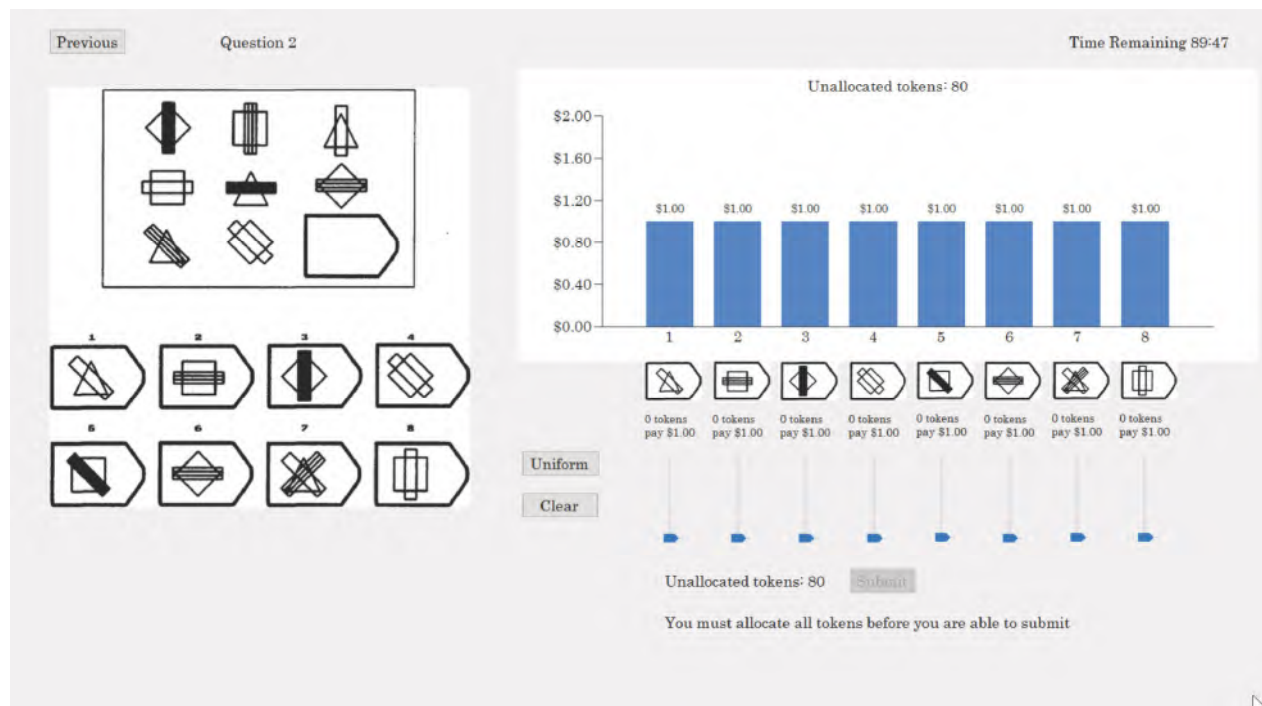 Previous
Question 2
Time Remaining 89:47
Unallocated tokens: 80
$2.00
$1.60
$1.20
$0.80
$0.40
$0.00
$1.00 $1.00 $1.00 $1.00 $1.00 $1.00 $1.00 $1.00
1 2 3 4 5 6 7 8
1 2 3 4
5 6 7 8
0 tokens 0 tokens 0 tokens 0 tokens 0 tokens 0 tokens 0 tokens 0 tokens
pay $1.00 pay $1.00 pay $1.00 pay $1.00 pay $1.00 pay $1.00 pay $1.00 pay $1.00
Uniform
Clear
Unallocated tokens: 80
Submit
You must allocate all tokens before you are able to submit